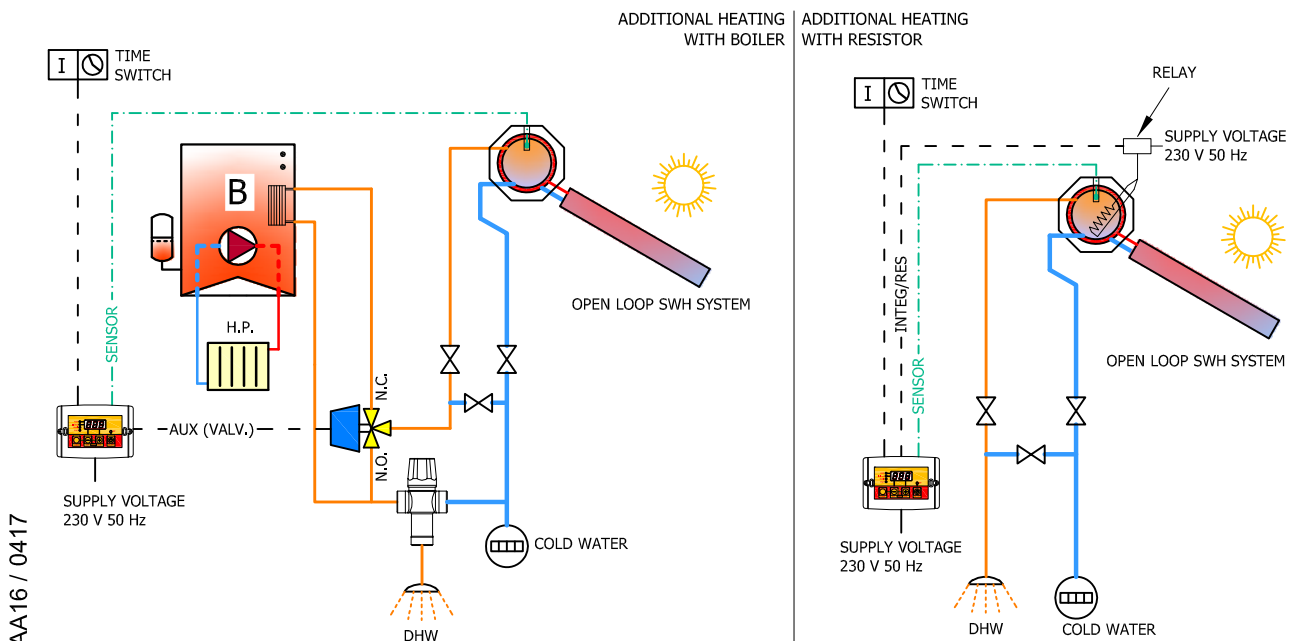 ADDITIONAL HEATING
WITH BOILER
TIME
SWITCH
I
B
H.P.
SENSOR
OPEN LOOP SWH SYSTEM
N.C.
AUX (VALV.)
N.O.
SUPPLY VOLTAGE
230 V 50 Hz
COLD WATER
DHW
AA16 / 0417
ADDITIONAL HEATING
WITH RESISTOR
RELAY
TIME
SWITCH
I
SUPPLY VOLTAGE
230 V 50 Hz
INTEG/RES
SENSOR
OPEN LOOP SWH SYSTEM
SUPPLY VOLTAGE
230 V 50 Hz
DHW
COLD WATER